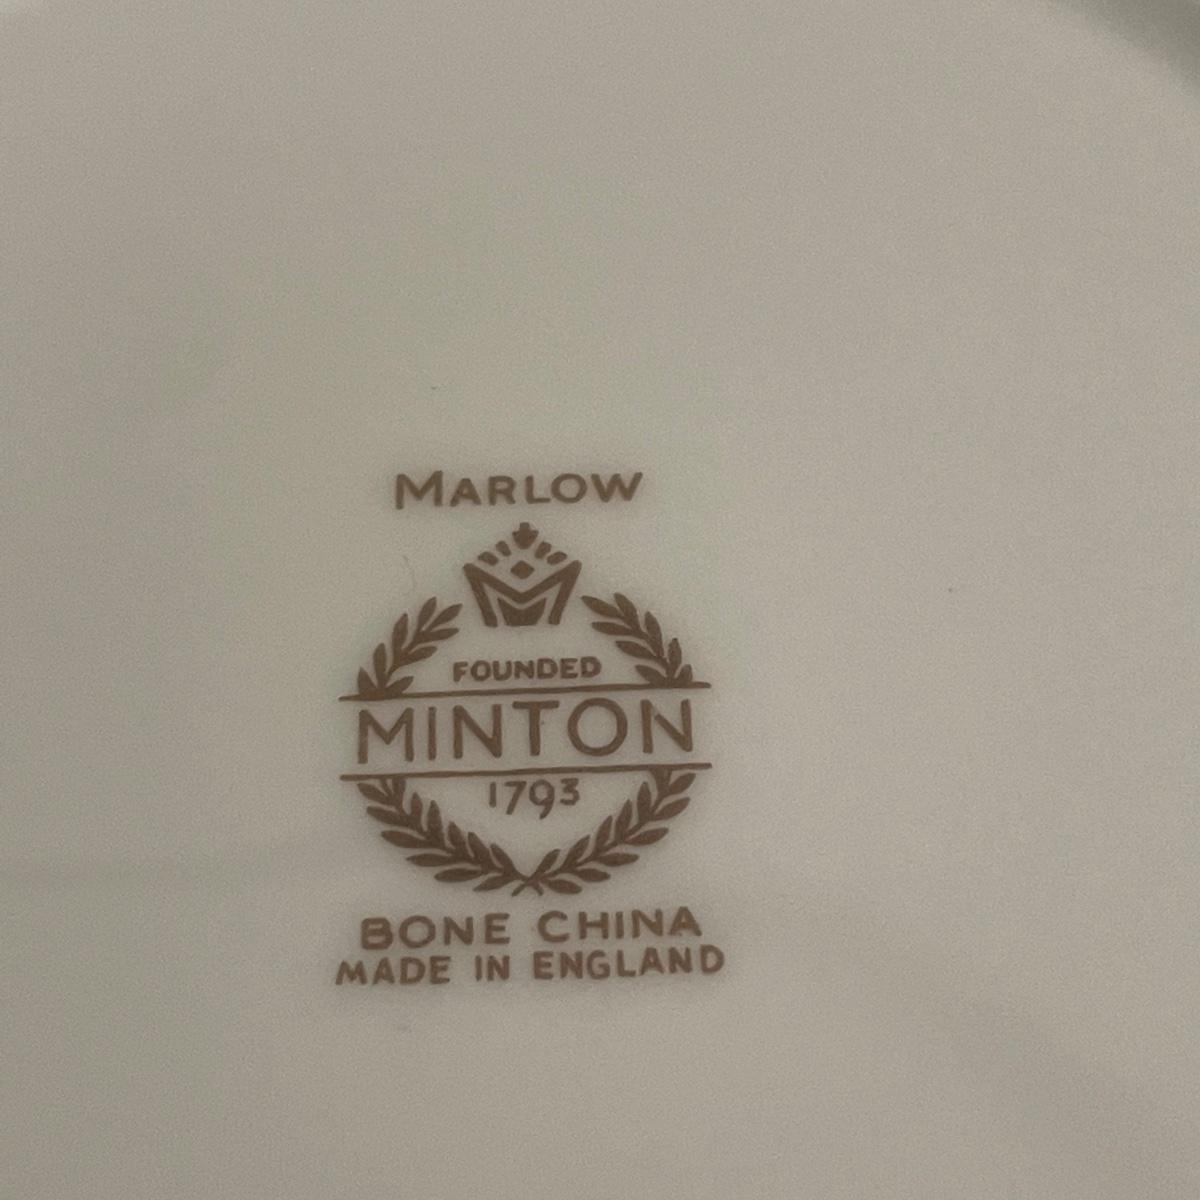 MARLOW
FOUNDED
MINTON
1793
BONE CHINA
MADE IN ENGLAND